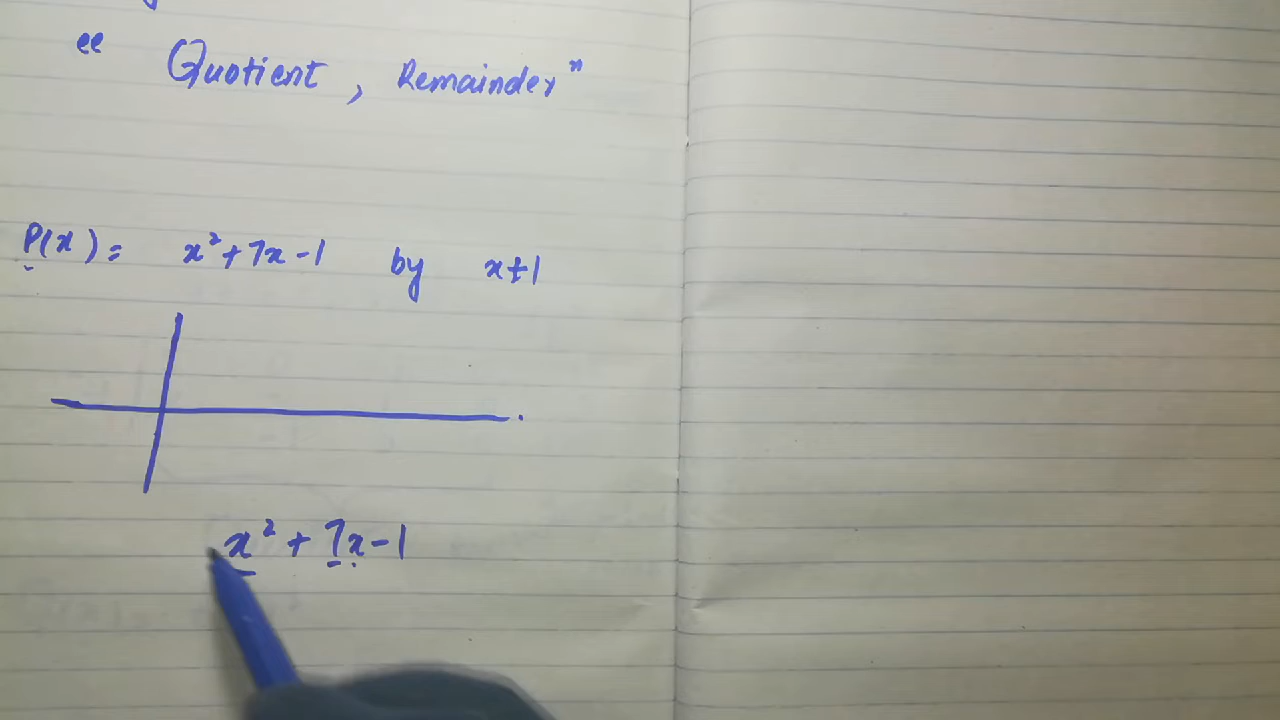 “ Quotient, Remainder”
P(x) = x² + 7x - 1 by x + 1
x² + 7x - 1